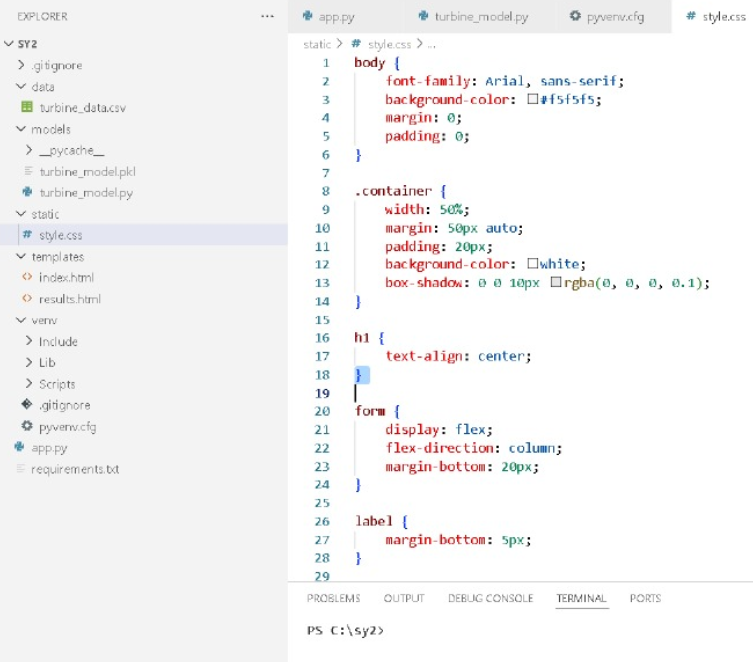 EXPLORER ...
SY2
.gitignore
data
turbine_data.csv
models
__pycache__
turbine_model.pkl
turbine_model.py
static
style.css
templates
index.html
results.html
venv
Include
Lib
Scripts
.gitignore
pyvenv.cfg
app.py
requirements.txt
app.py turbine_model.py pyvenv.cfg # style.css
static > # style.css > ...
1 body {
2 font-family: Arial, sans-serif;
3 background-color: #f5f5f5;
4 margin: 0;
5 padding: 0;
6 }
7
8 .container {
9 width: 50%;
10 margin: 50px auto;
11 padding: 20px;
12 background-color: white;
13 box-shadow: 0 0 10px rgba(0, 0, 0, 0.1);
14 }
15
16 h1 {
17 text-align: center;
18 }
19
20 form {
21 display: flex;
22 flex-direction: column;
23 margin-bottom: 20px;
24 }
25
26 label {
27 margin-bottom: 5px;
28 }
29
PROBLEMS OUTPUT DEBUG CONSOLE TERMINAL PORTS
PS C:\sy2>